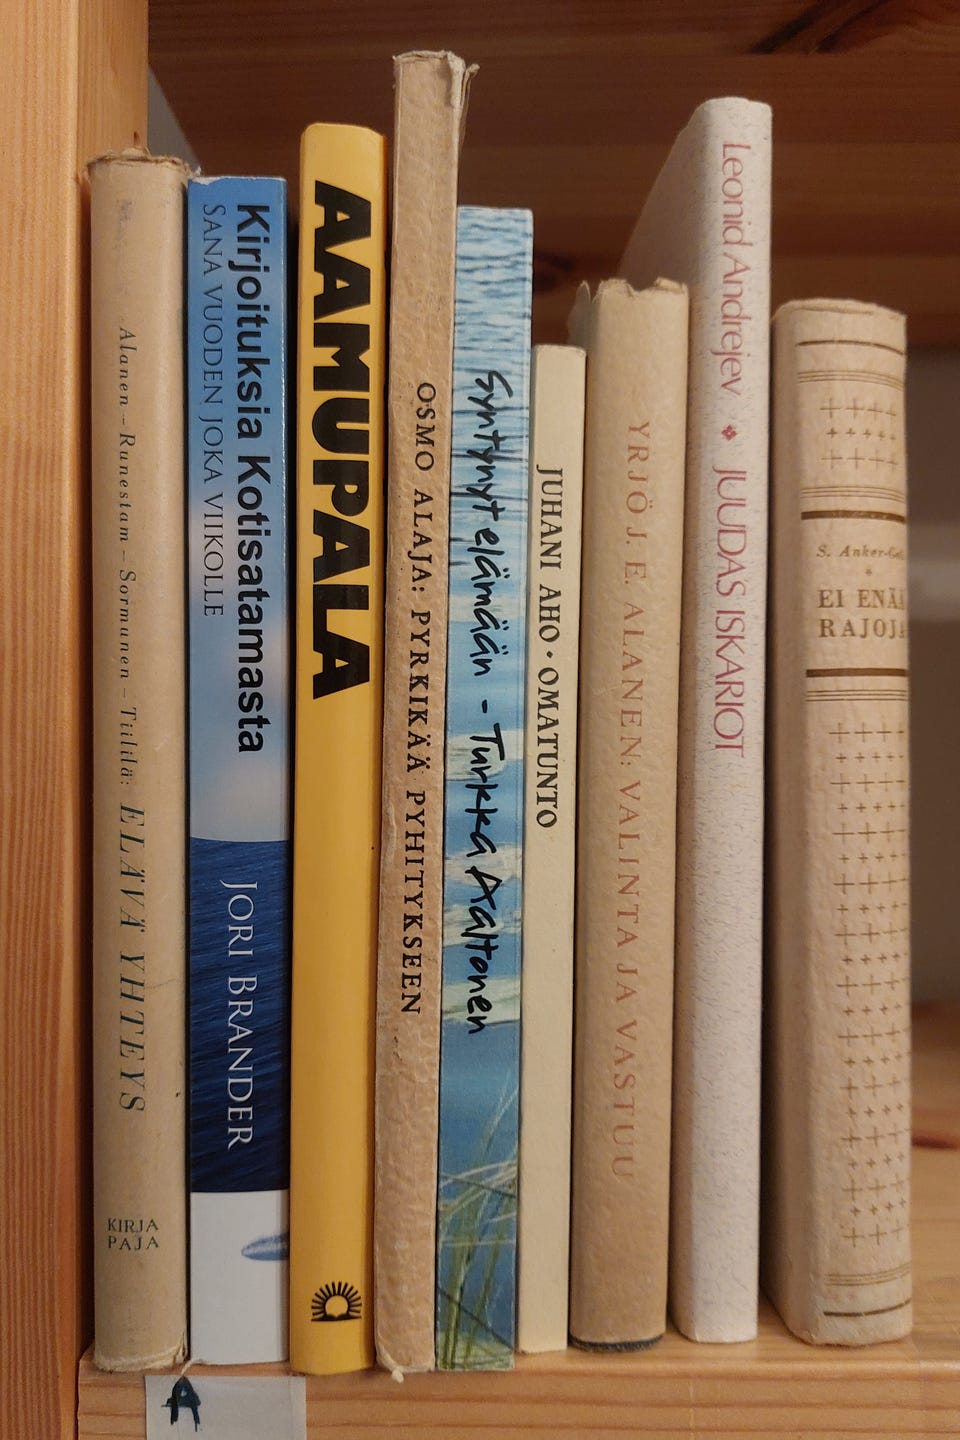 Alanen – Runestam – Sormunen – Tiililä: ELÄVÄ YHTEYS
KIRJA
PAJA
Kirjoituksia Kotisatamasta
SANA VUODEN JOKA VIIKOLLE
JORI BRANDER
AAMUPALA
OSMO ALAJA: PYRKIKÄÄ PYHITYKSEEN
Syntynyt elämään - Turkka Aaltonen
JUHANI AHO • OMATUNTO
YRJÖ J. E. ALANEN: VALINTA JA VASTUU
Leonid Andrejev JUUDAS ISKARIOT
S.
EI ENÄÄ
RAJOJA
A